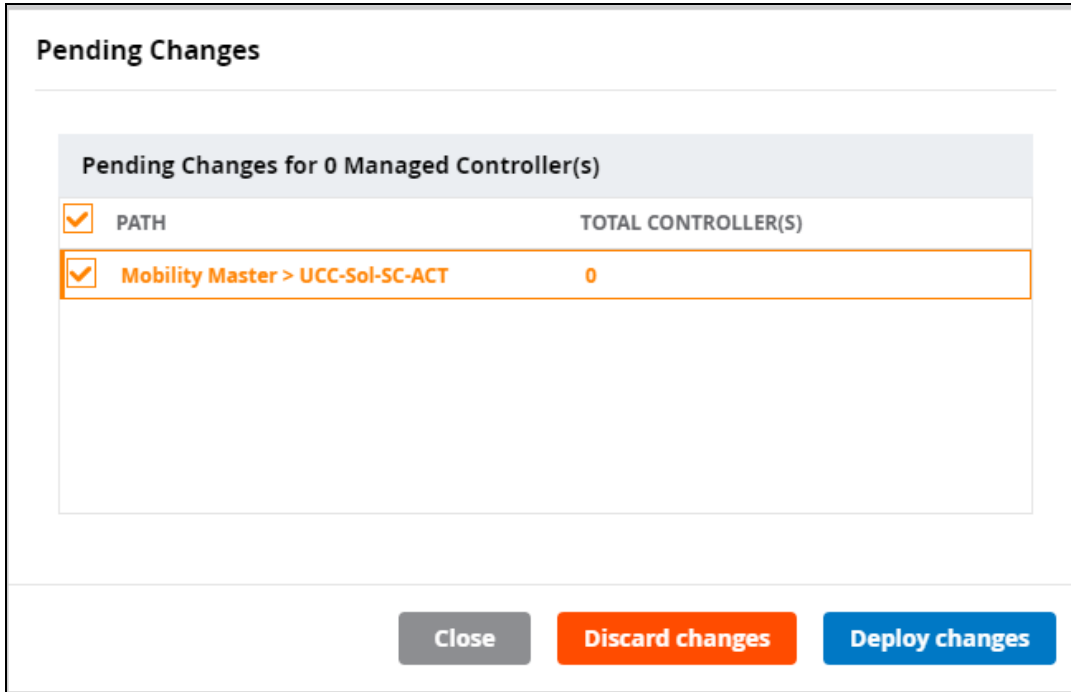 Pending Changes
Pending Changes for 0 Managed Controller(s)
PATH TOTAL CONTROLLER(S)
Mobility Master > UCC-Sol-SC-ACT 0
Close Discard changes Deploy changes